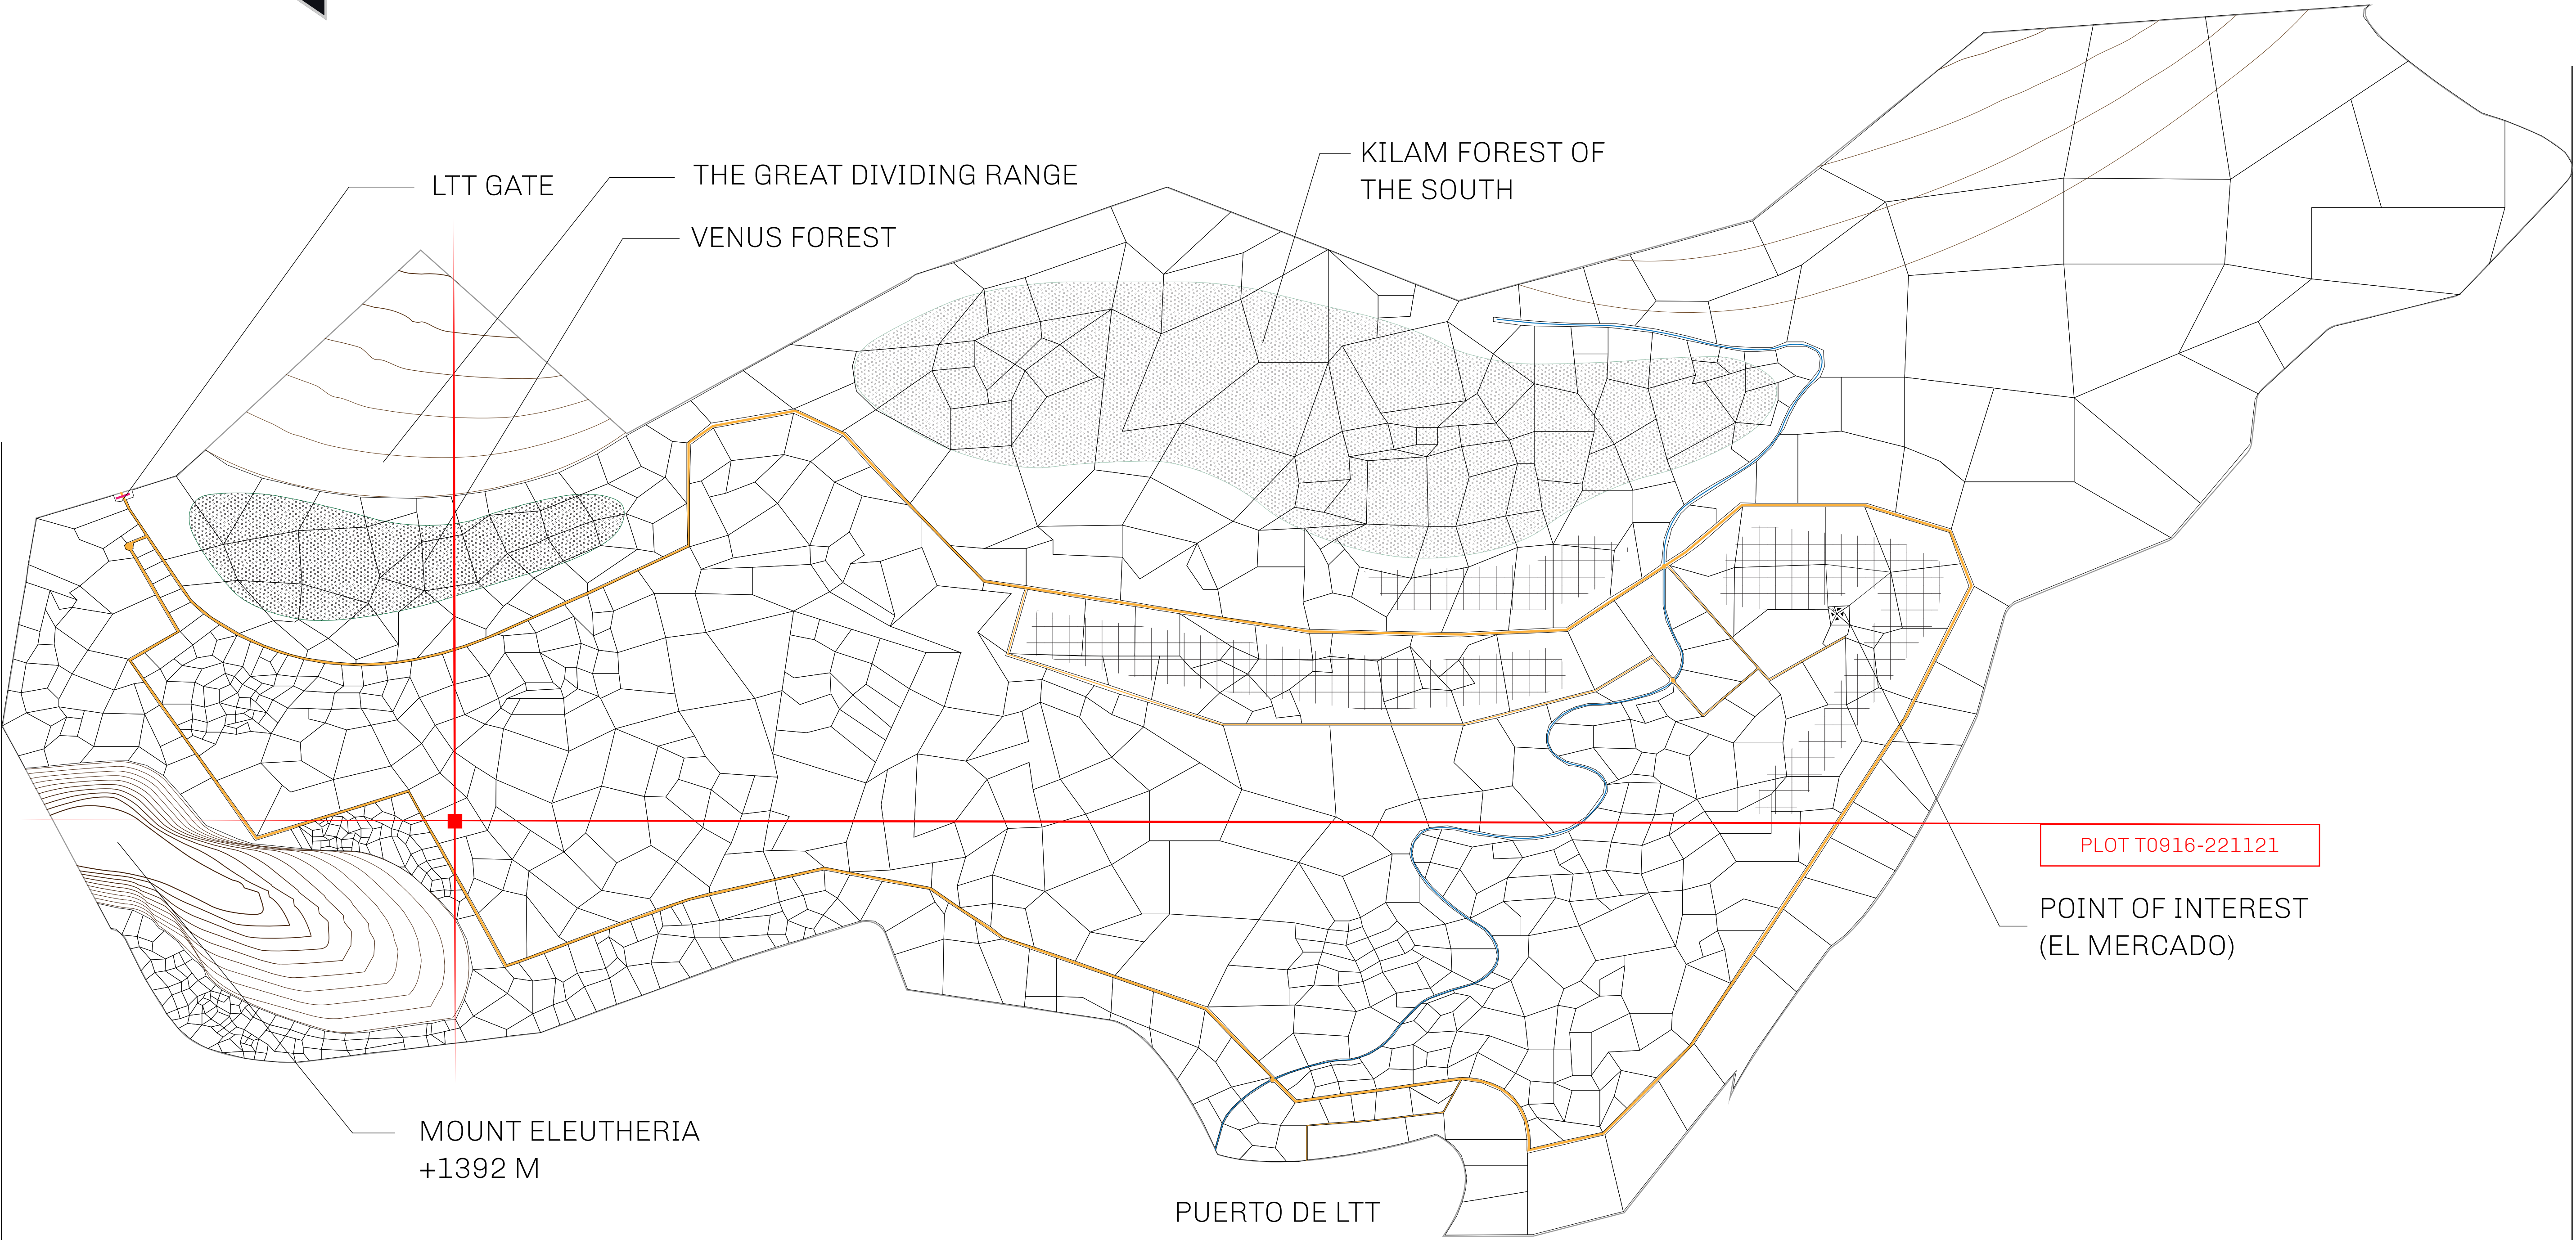 KILAM FOREST OF
THE SOUTH
THE GREAT DIVIDING RANGE
LTT GATE
VENUS FOREST
PLOT T0916-221121
POINT OF INTEREST
(EL MERCADO)
MOUNT ELEUTHERIA
+1392 M
PUERTO DE LTT